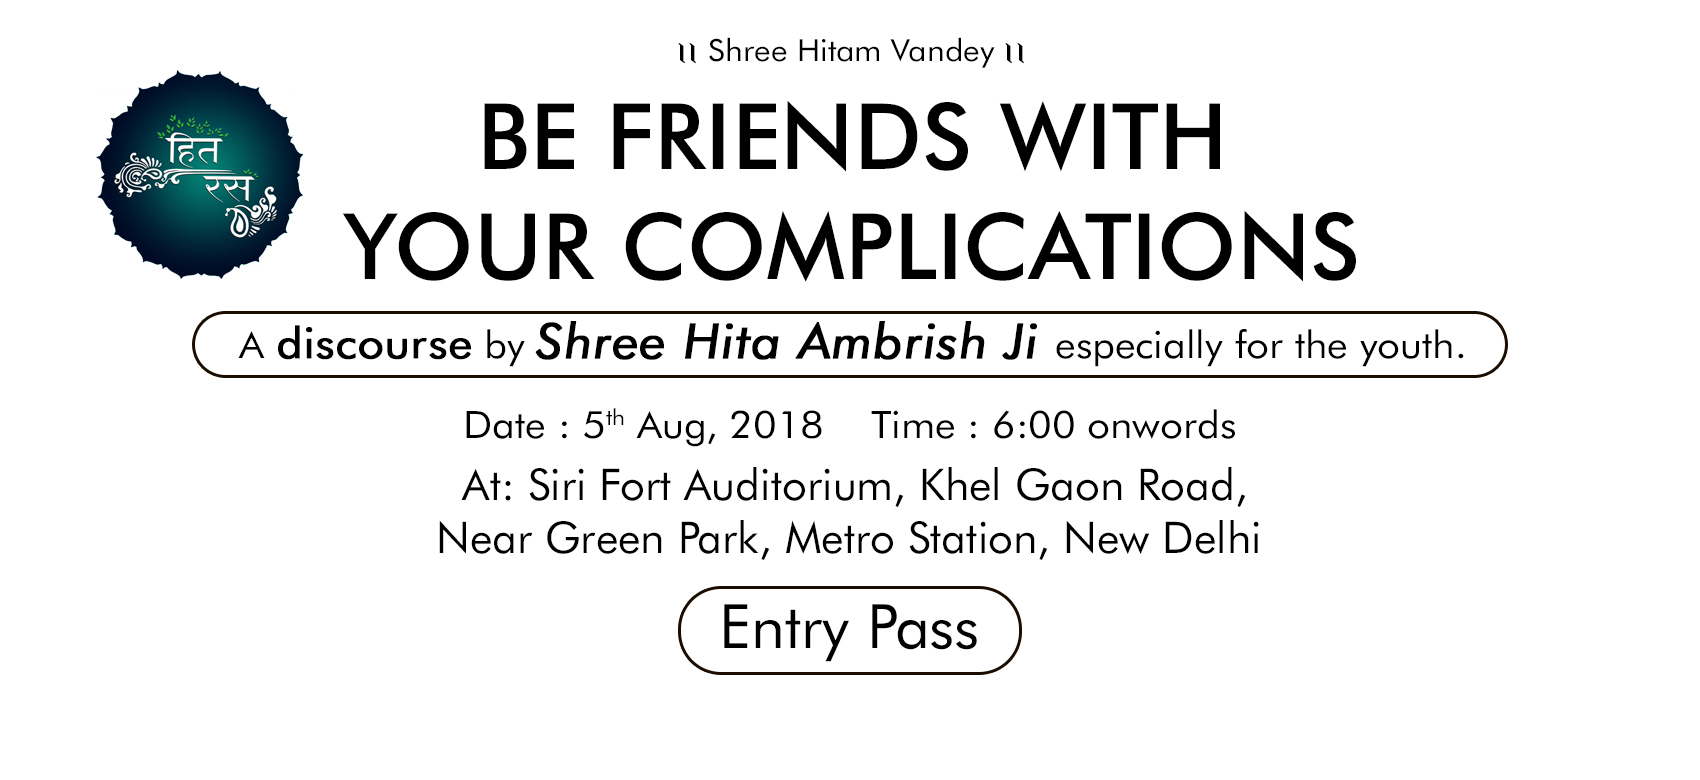 ।। Shree Hitam Vandey ।।
BE FRIENDS WITH
YOUR COMPLICATIONS
हित
रस
A discourse by Shree Hita Ambrish Ji especially for the youth.
Date : 5th Aug, 2018 Time : 6:00 onwords
At: Siri Fort Auditorium, Khel Gaon Road,
Near Green Park, Metro Station, New Delhi
Entry Pass